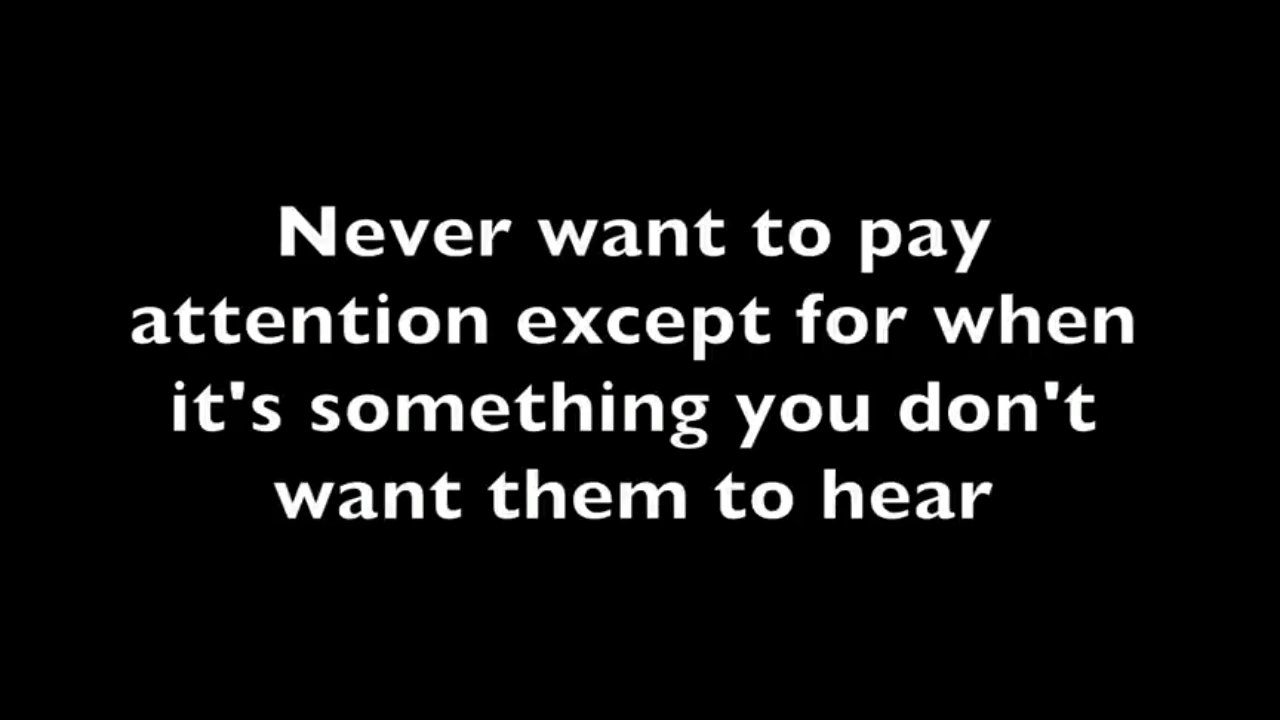 Never want to pay
attention except for when
it's something you don't
want them to hear